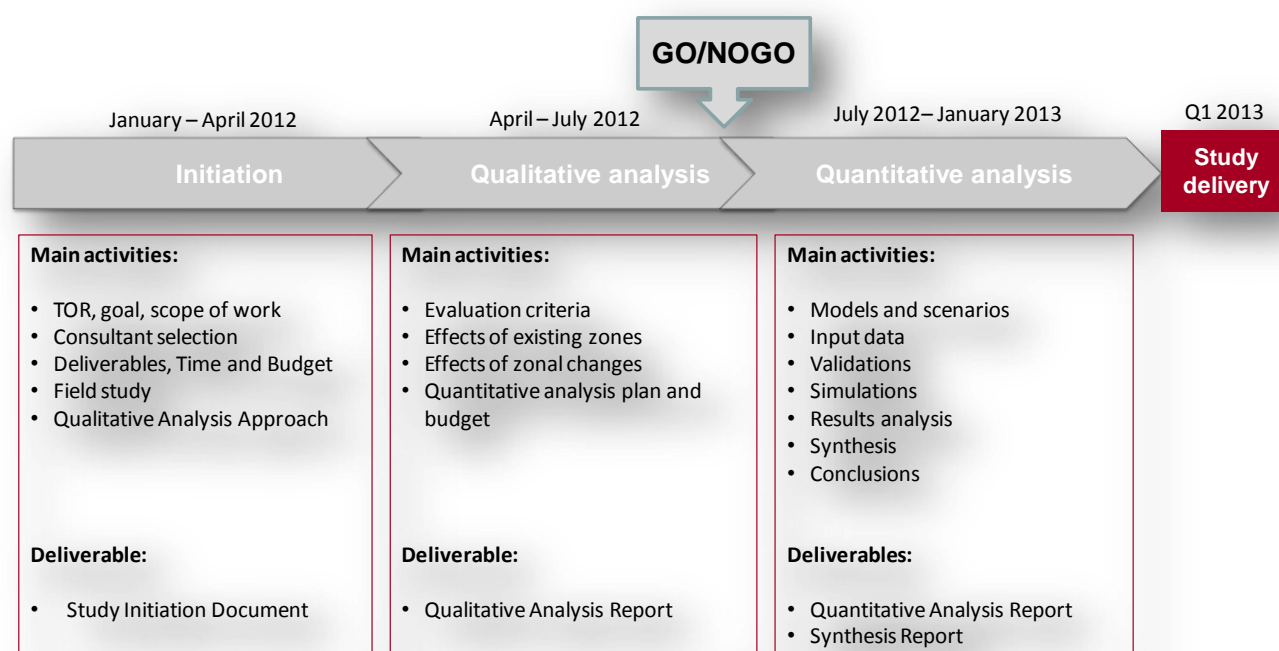 GO/NOGO
January – April 2012
April – July 2012
July 2012– January 2013
Q1 2013
Initiation
Qualitative analysis
Quantitative analysis
Study
delivery
Main activities:
• TOR, goal, scope of work
• Consultant selection
• Deliverables, Time and Budget
• Field study
• Qualitative Analysis Approach
Deliverable:
• Study Initiation Document
Main activities:
• Evaluation criteria
• Effects of existing zones
• Effects of zonal changes
• Quantitative analysis plan and
budget
Deliverable:
• Qualitative Analysis Report
Main activities:
• Models and scenarios
• Input data
• Validations
• Simulations
• Results analysis
• Synthesis
• Conclusions
Deliverables:
• Quantitative Analysis Report
• Synthesis Report